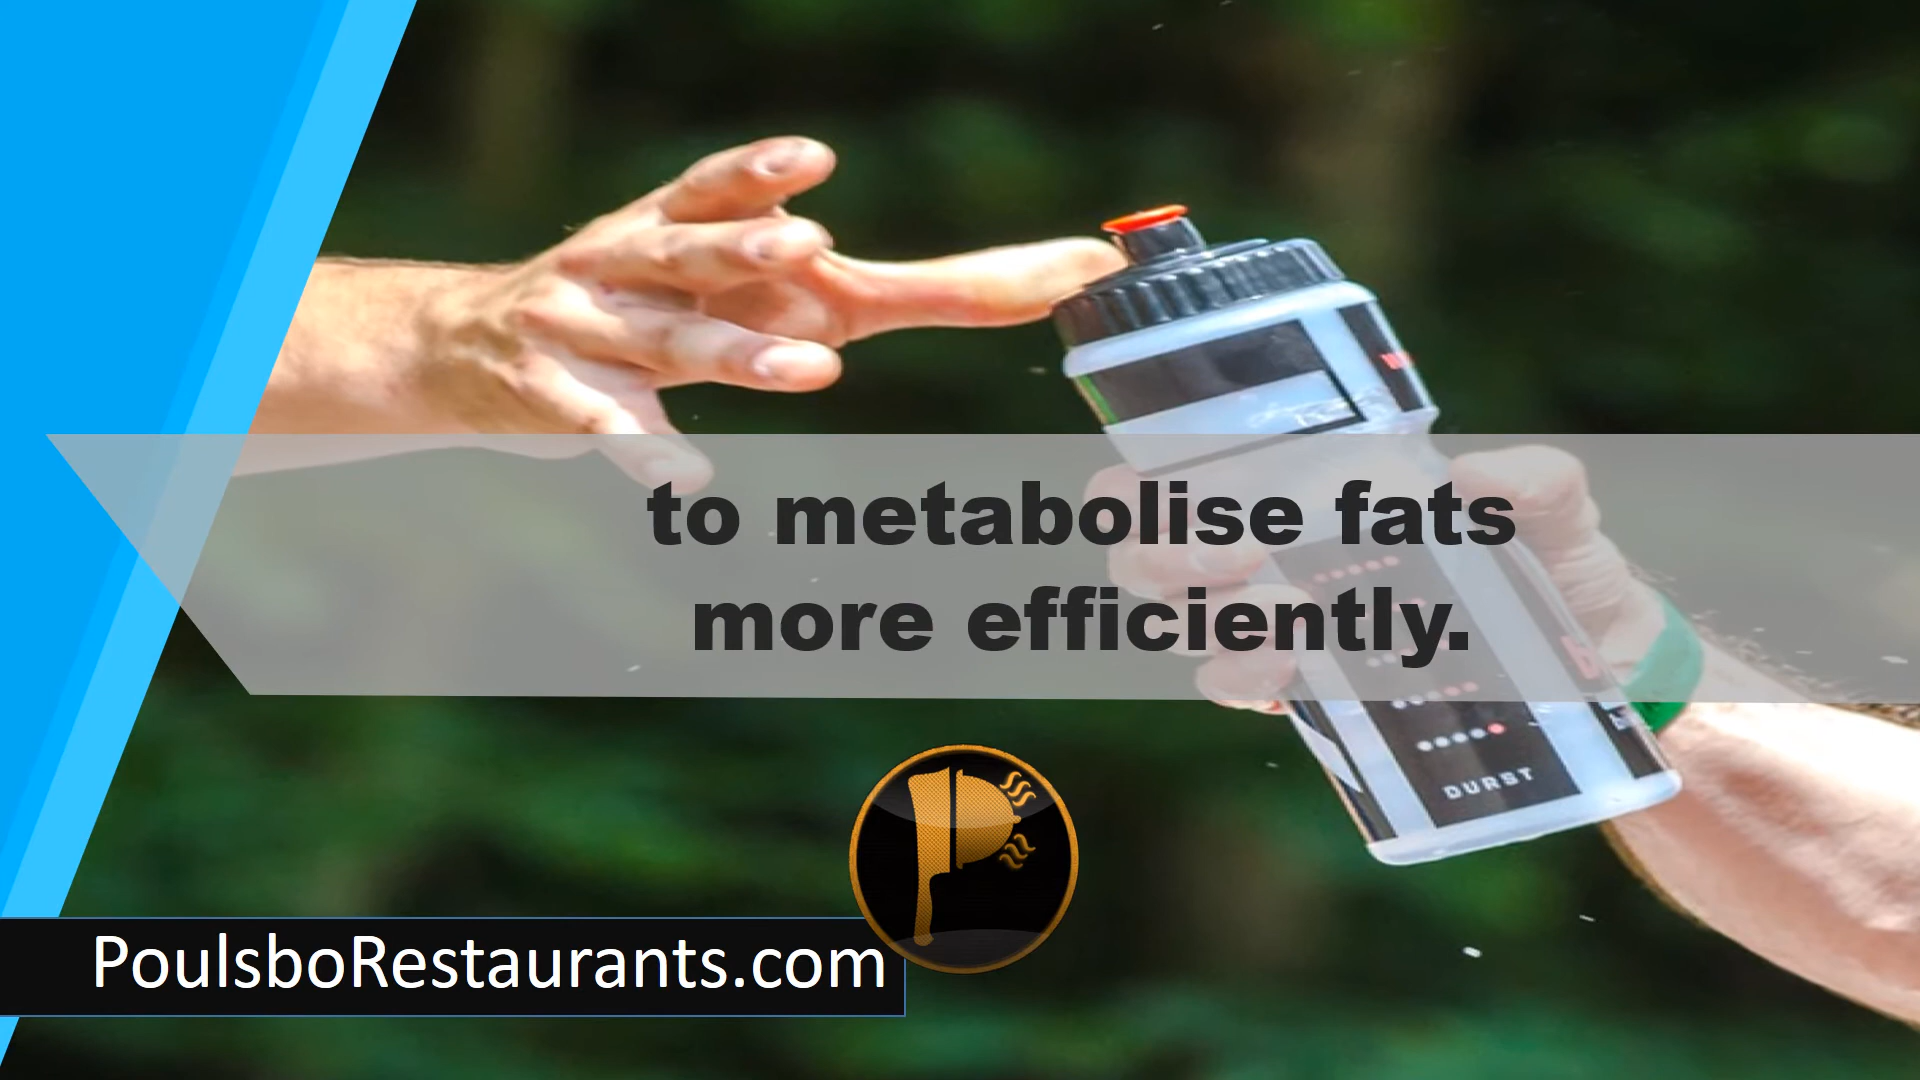 to metabolise fats
more efficiently.
DURST
PoulsboRestaurants.com